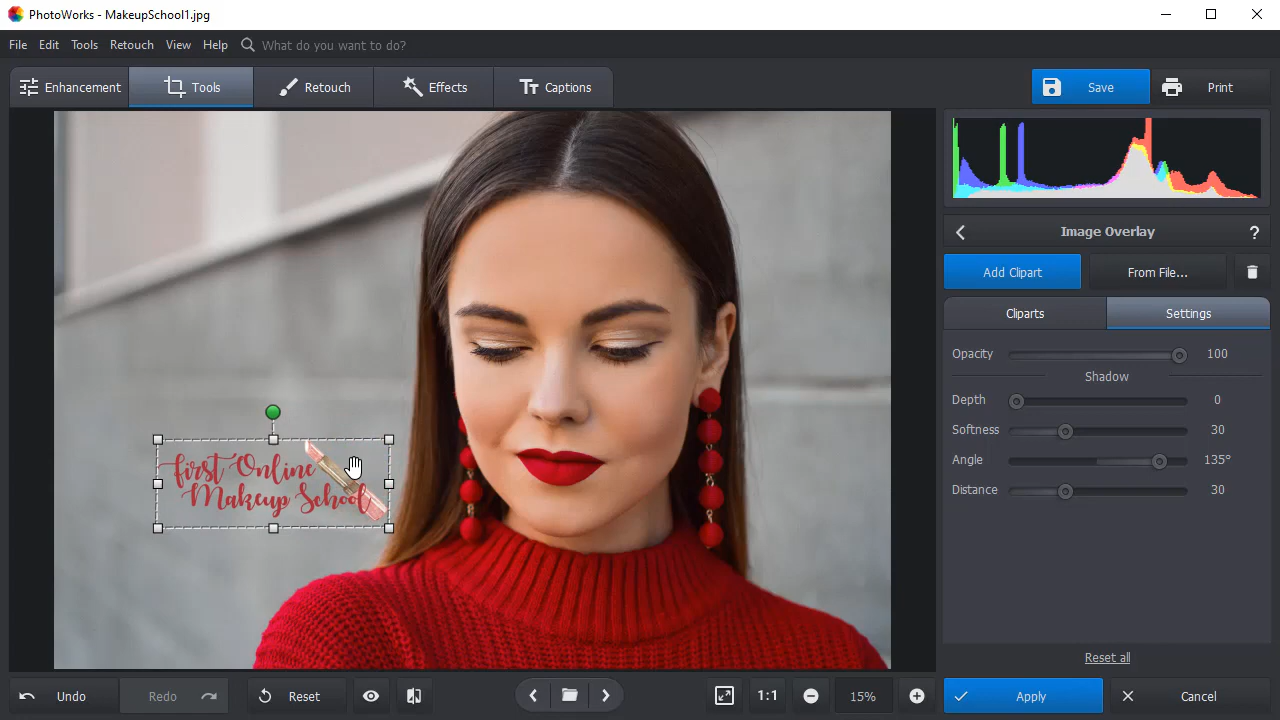 PhotoWorks - MakeupSchool1.jpg
File Edit Tools Retouch View Help What do you want to do?
Enhancement Tools Retouch Effects Captions Save Print
Image Overlay ?
Add Clipart From File...
Cliparts Settings
Opacity 100
Shadow
Depth 0
Softness 30
Angle 135°
Distance 30
first Online
Makeup School
Reset all
Undo Redo Reset 1:1 15% Apply Cancel